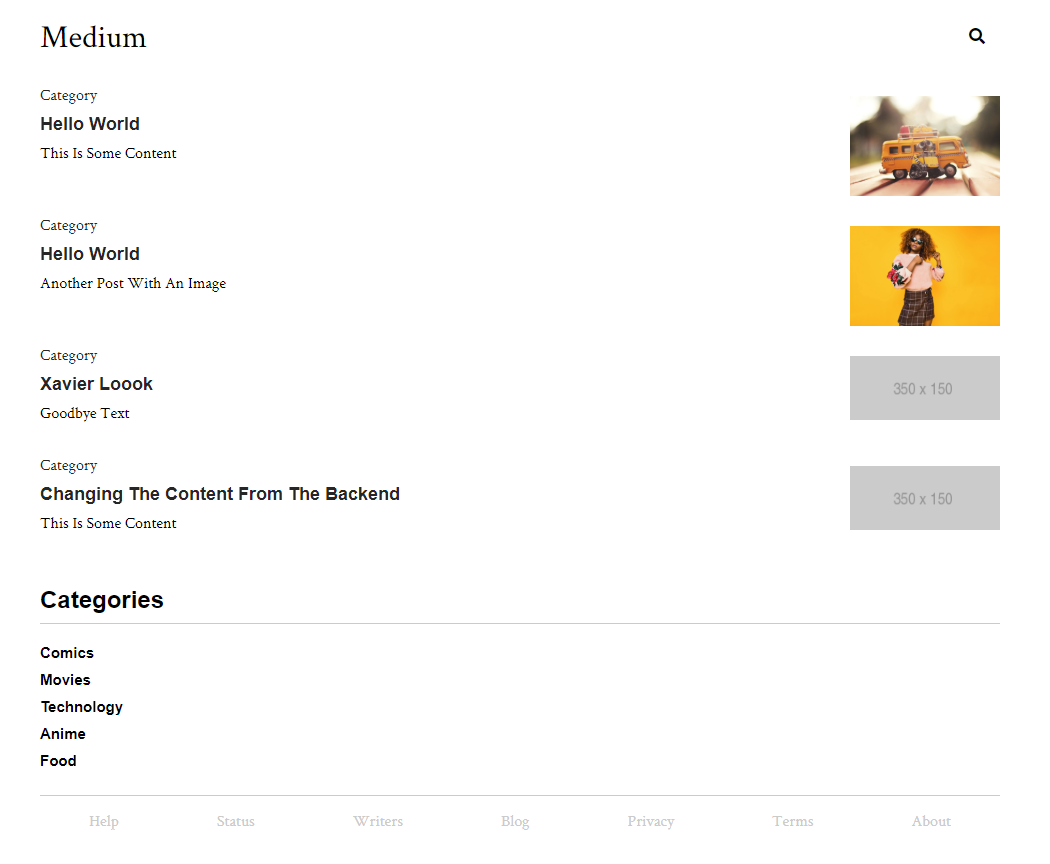 Medium
Category
Hello World
This Is Some Content
Category
Hello World
Another Post With An Image
Category
Xavier Loook
Goodbye Text
350 x 150
Category
Changing The Content From The Backend
This Is Some Content
350 x 150
Categories
Comics
Movies
Technology
Anime
Food
Help Status Writers Blog Privacy Terms About